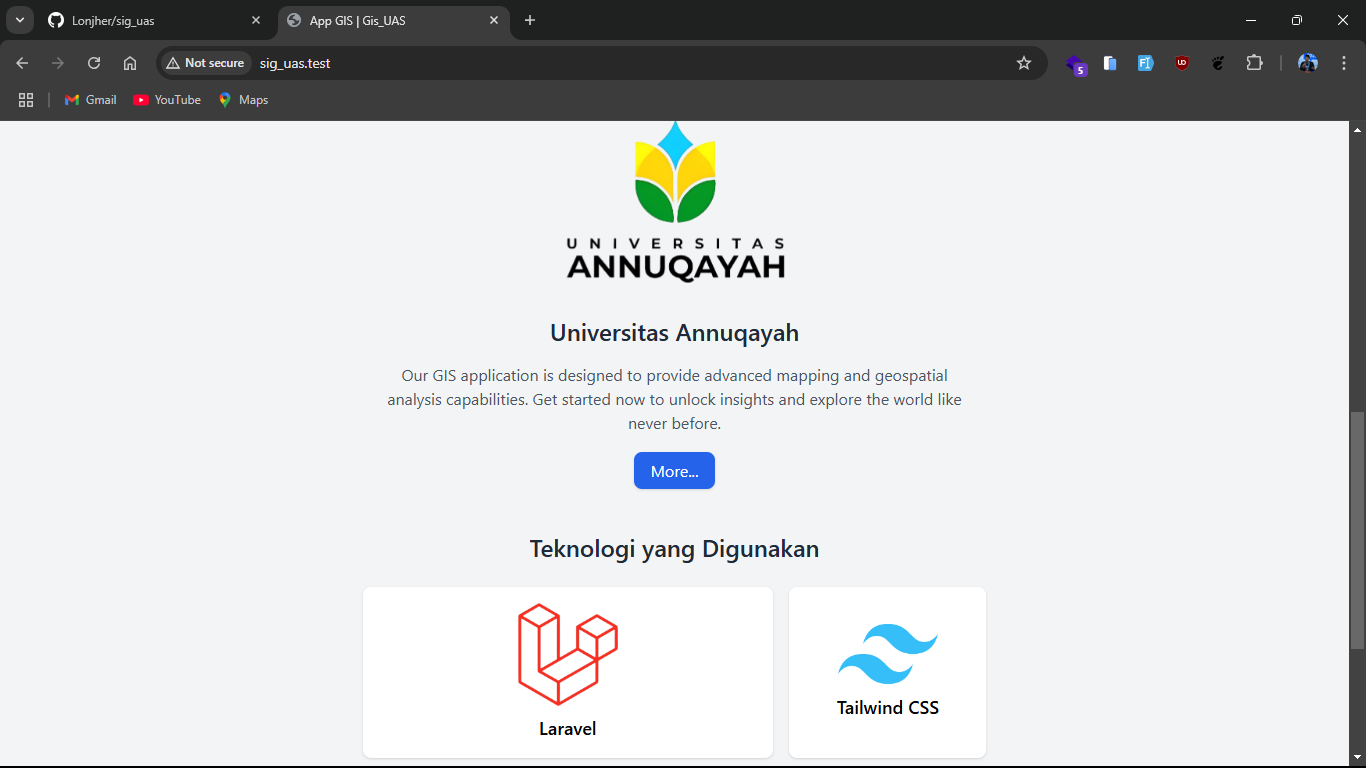 Lonjher/sig_uas
App GIS | Gis_UAS
Not secure
sig_uas.test
5
Gmail
YouTube
Maps
UNIVERSITAS
ANNUQAYAH
Universitas Annuqayah
Our GIS application is designed to provide advanced mapping and geospatial
analysis capabilities. Get started now to unlock insights and explore the world like
never before.
More...
Teknologi yang Digunakan
Laravel
Tailwind CSS